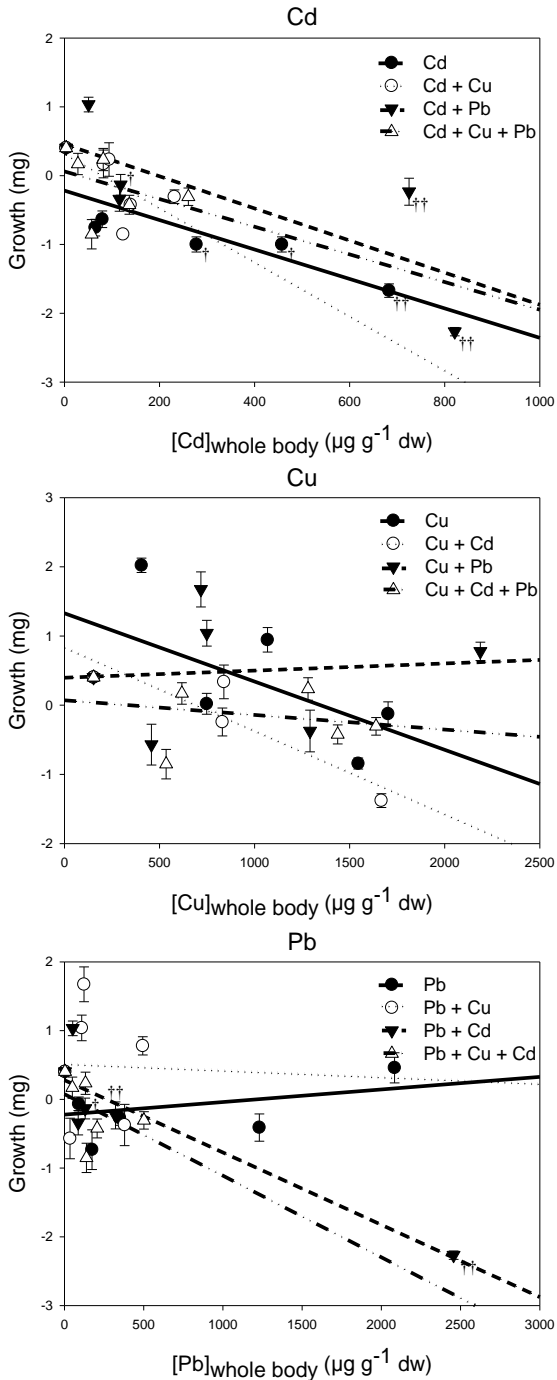 Cd
2
1
0
-1
-2
-3
Growth (mg)
Cd
Cd + Cu
Cd + Pb
Cd + Cu + Pb
†
††
†
†
††
††
0 200 400 600 800 1000
[Cd]whole body (µg g-1 dw)
Cu
3
2
1
0
-1
-2
Growth (mg)
Cu
Cu + Cd
Cu + Pb
Cu + Cd + Pb
0 500 1000 1500 2000 2500
[Cu]whole body (µg g-1 dw)
Pb
2
1
0
-1
-2
-3
Growth (mg)
Pb
Pb + Cu
Pb + Cd
Pb + Cu + Cd
††
†
††
0 500 1000 1500 2000 2500 3000
[Pb]whole body (µg g-1 dw)